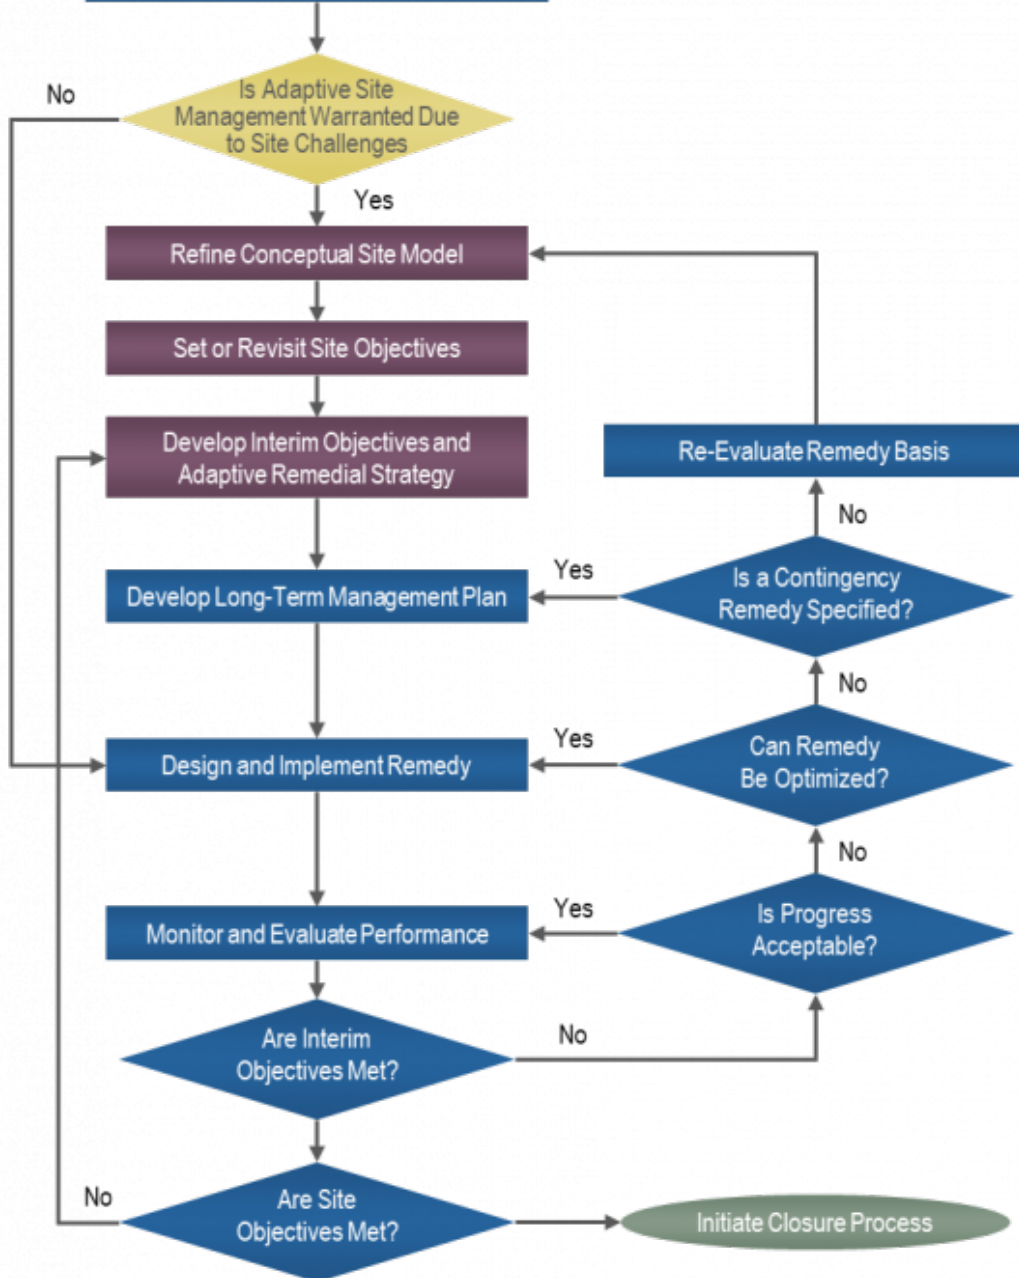 Is Adaptive Site
Management Warranted Due
to Site Challenges
No
Yes
Refine Conceptual Site Model
Set or Revisit Site Objectives
Develop Interim Objectives and
Adaptive Remedial Strategy
Re-Evaluate Remedy Basis
No
Yes
Is a Contingency
Remedy Specified?
Develop Long-Term Management Plan
No
Yes
Can Remedy
Be Optimized?
Design and Implement Remedy
No
Yes
Is Progress
Acceptable?
Monitor and Evaluate Performance
Are Interim
Objectives Met?
No
No
Are Site
Objectives Met?
Initiate Closure Process